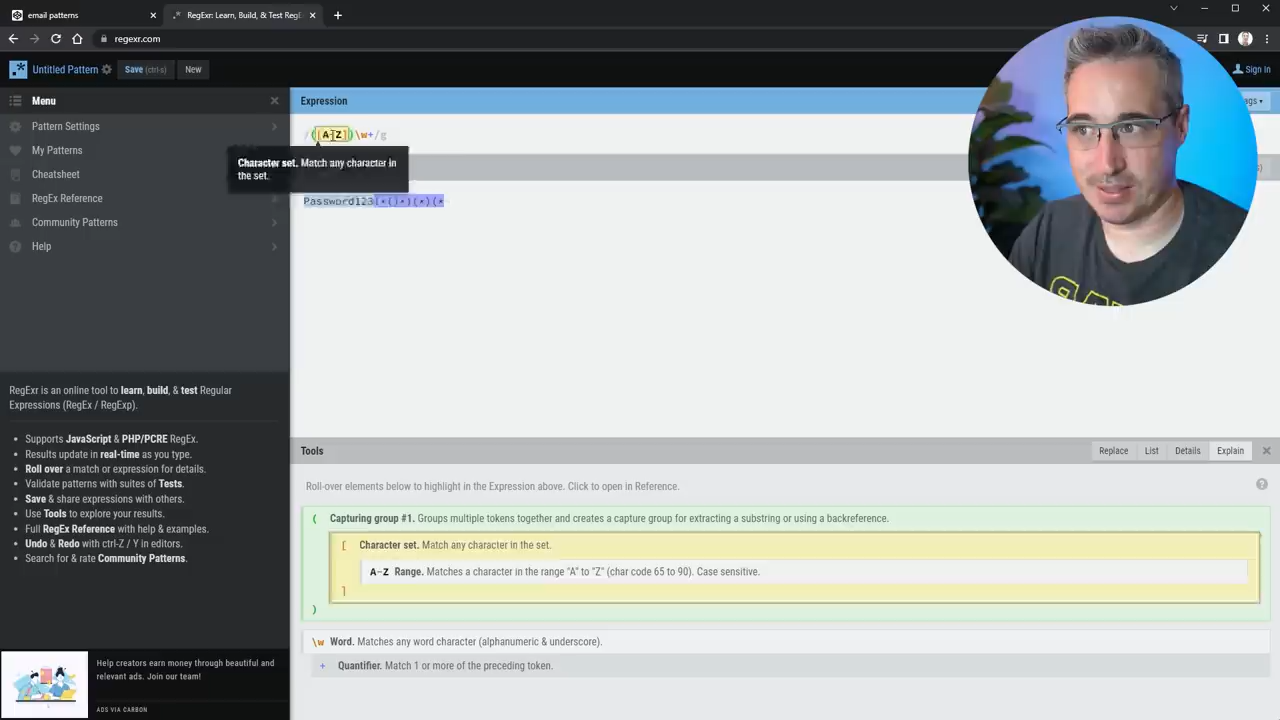 email patterns
RegExr: Learn, Build, & Test RegE
regexr.com
Untitled Pattern
Save (ctrl-s)
New
Sign In
Menu
Expression
Pattern Settings
/([A-Z])\w+/g
My Patterns
Character set. Match any character in
the set.
Cheatsheet
RegEx Reference
Community Patterns
Help
RegExr is an online tool to learn, build, & test Regular
Expressions (RegEx / RegExp).
• Supports JavaScript & PHP/PCRE RegEx.
• Results update in real-time as you type.
• Roll over a match or expression for details.
• Validate patterns with suites of Tests.
• Save & share expressions with others.
• Use Tools to explore your results.
• Full RegEx Reference with help & examples.
• Undo & Redo with ctrl-Z / Y in editors.
• Search for & rate Community Patterns.
Tools
Replace
List
Details
Explain
Roll-over elements below to highlight in the Expression above. Click to open in Reference.
( Capturing group #1. Groups multiple tokens together and creates a capture group for extracting a substring or using a backreference.
[ Character set. Match any character in the set.
A-Z Range. Matches a character in the range "A" to "Z" (char code 65 to 90). Case sensitive.
]
)
\w Word. Matches any word character (alphanumeric & underscore).
+ Quantifier. Match 1 or more of the preceding token.
Help creators earn money through beautiful and
relevant ads. Join our team!
ADS VIA CARBON